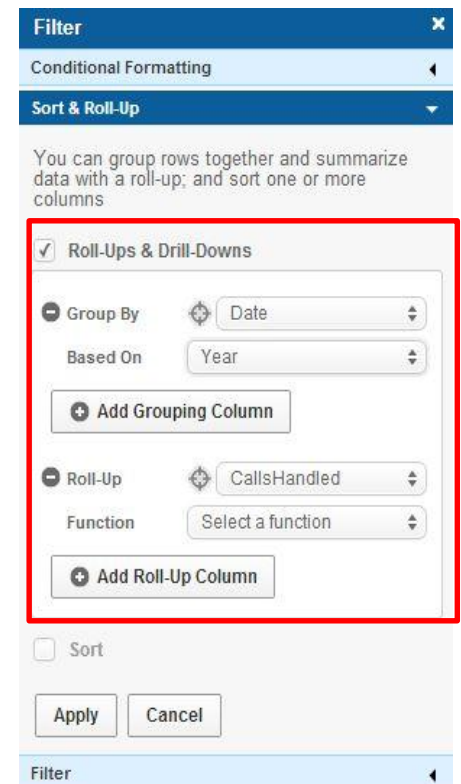 Filter
Conditional Formatting
Sort & Roll-Up
You can group rows together and summarize
data with a roll-up; and sort one or more
columns
Roll-Ups & Drill-Downs
Group By Date
Based On Year
Add Grouping Column
Roll-Up CallsHandled
Function Select a function
Add Roll-Up Column
Sort
Apply Cancel
Filter